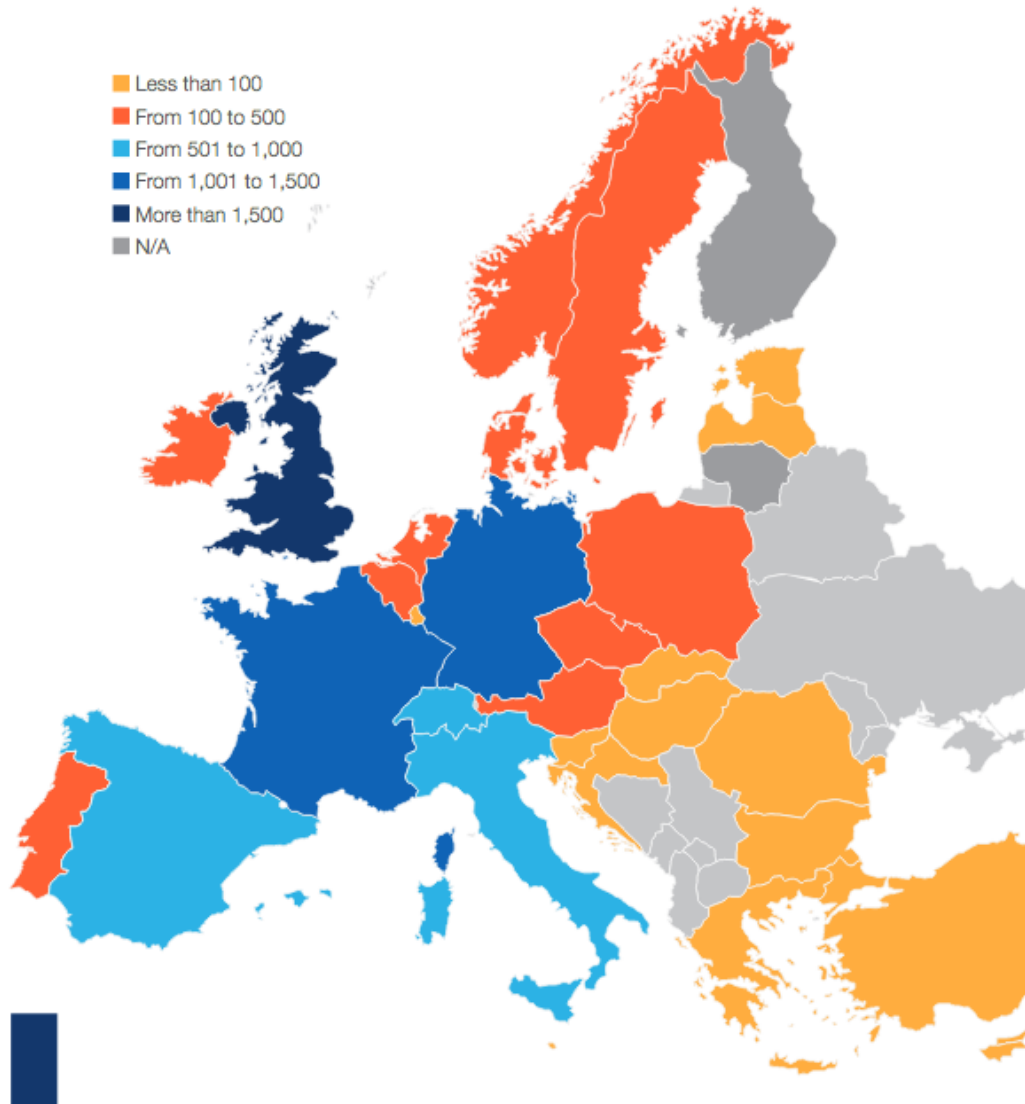 Less than 100
From 100 to 500
From 501 to 1,000
From 1,001 to 1,500
More than 1,500
N/A